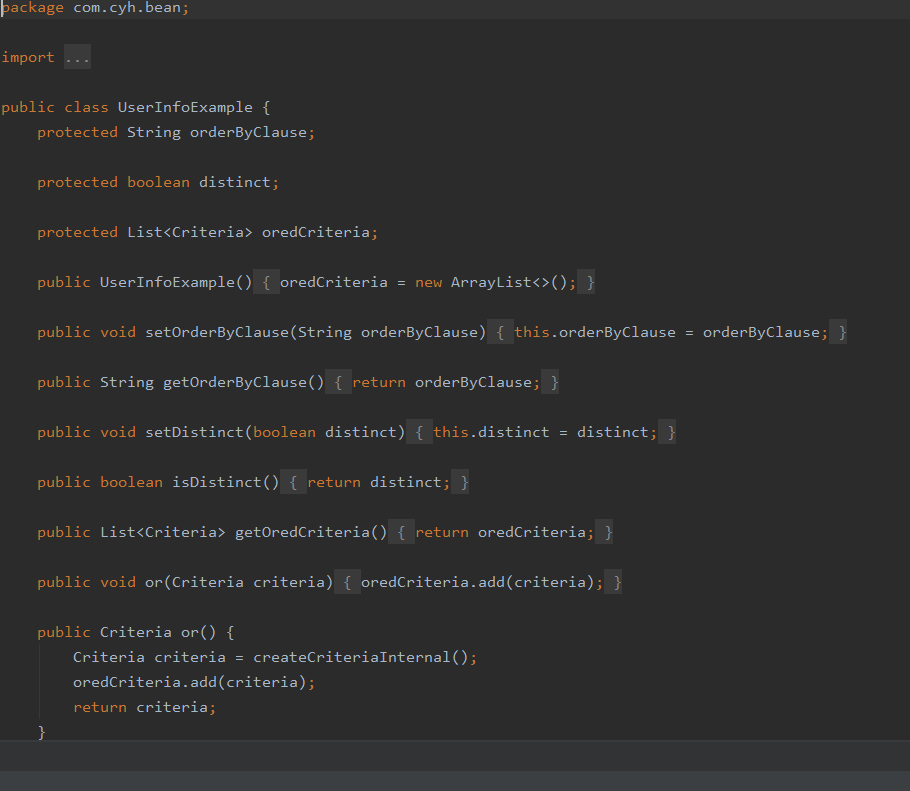 package com.cyh.bean;
import ...
public class UserInfoExample {
protected String orderByClause;
protected boolean distinct;
protected List<Criteria> oredCriteria;
public UserInfoExample() { oredCriteria = new ArrayList<>(); }
public void setOrderByClause(String orderByClause) { this.orderByClause = orderByClause; }
public String getOrderByClause() { return orderByClause; }
public void setDistinct(boolean distinct) { this.distinct = distinct; }
public boolean isDistinct() { return distinct; }
public List<Criteria> getOredCriteria() { return oredCriteria; }
public void or(Criteria criteria) { oredCriteria.add(criteria); }
public Criteria or() {
Criteria criteria = createCriteriaInternal();
oredCriteria.add(criteria);
return criteria;
}